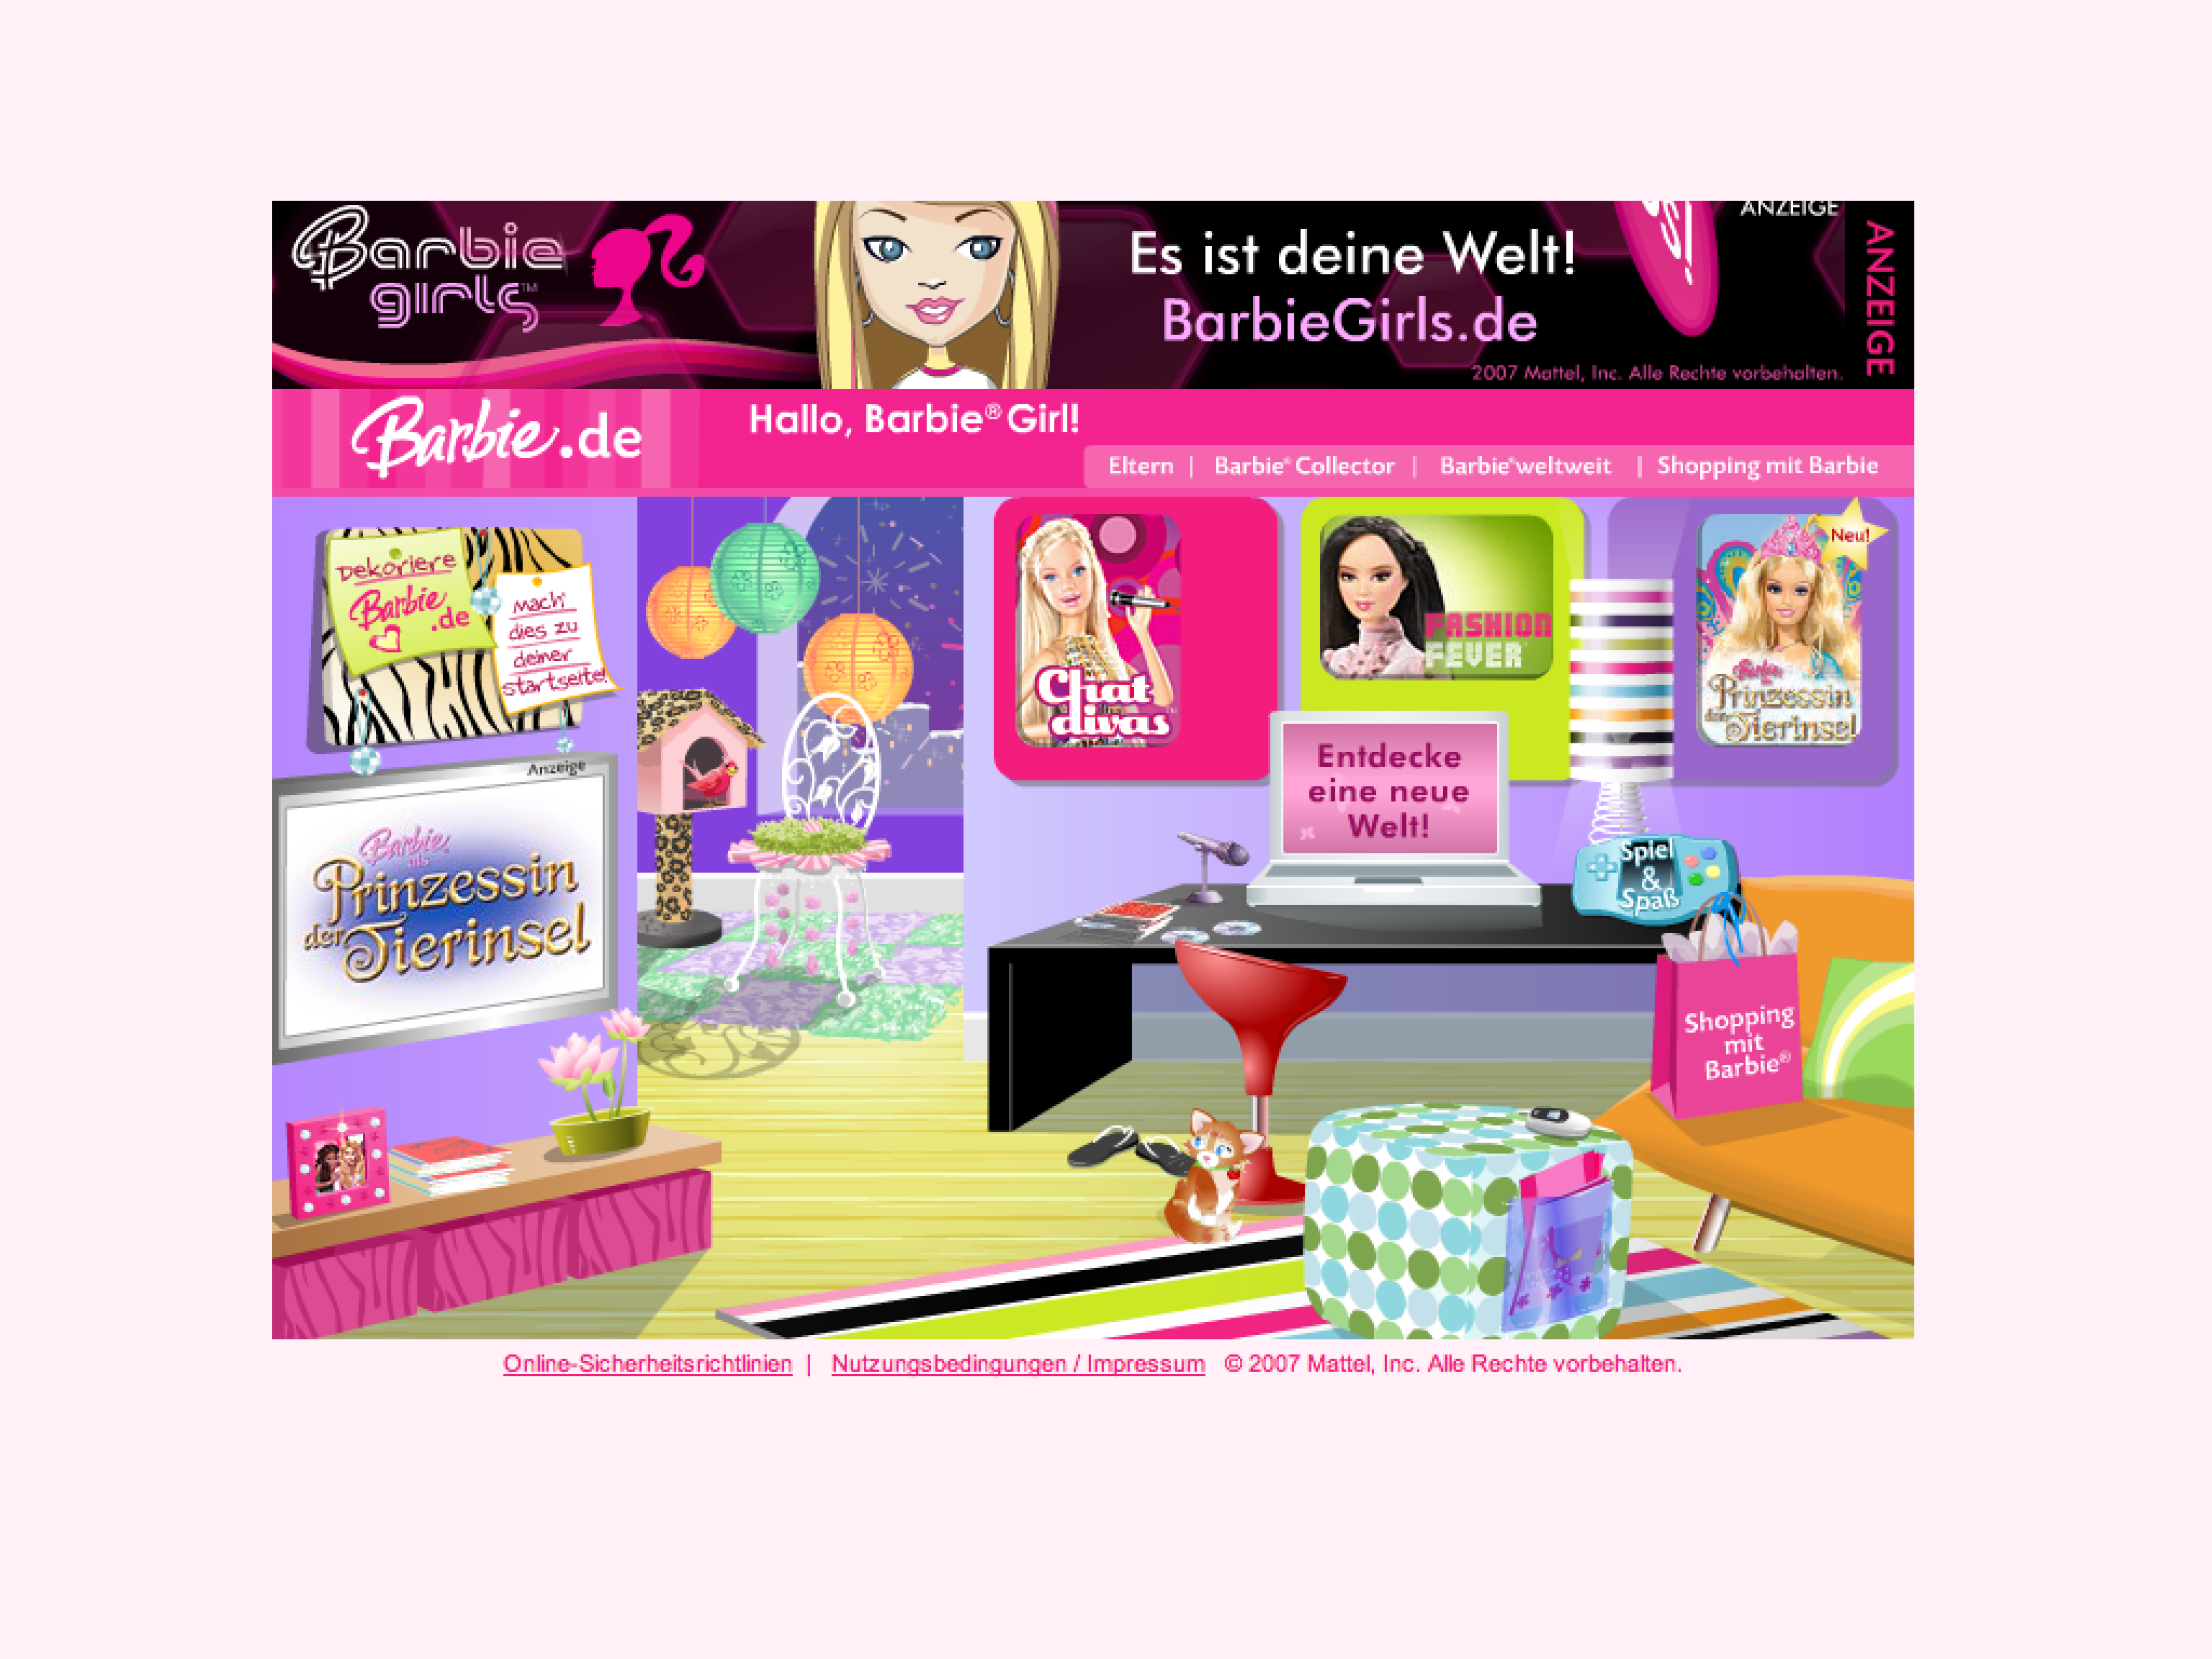 Barbie
girls™
Es ist deine Welt!
BarbieGirls.de
ANZEIGE
ANZEIGE
2007 Mattel, Inc. Alle Rechte vorbehalten.
Barbie.de
Hallo, Barbie® Girl!
Eltern | Barbie® Collector | Barbie® weltweit | Shopping mit Barbie
Dekoriere
Barbie
.de
Mach'
dies zu
deiner
startseite!
Chat
divas
FASHION
FEVER
Neu!
Barbie
Prinzessin
der Tierinsel
Anzeige
Barbie
als
Prinzessin
der Tierinsel
Entdecke
eine neue
Welt!
Spiel
&
Spaß
Shopping
mit
Barbie®
Online-Sicherheitsrichtlinien | Nutzungsbedingungen / Impressum © 2007 Mattel, Inc. Alle Rechte vorbehalten.